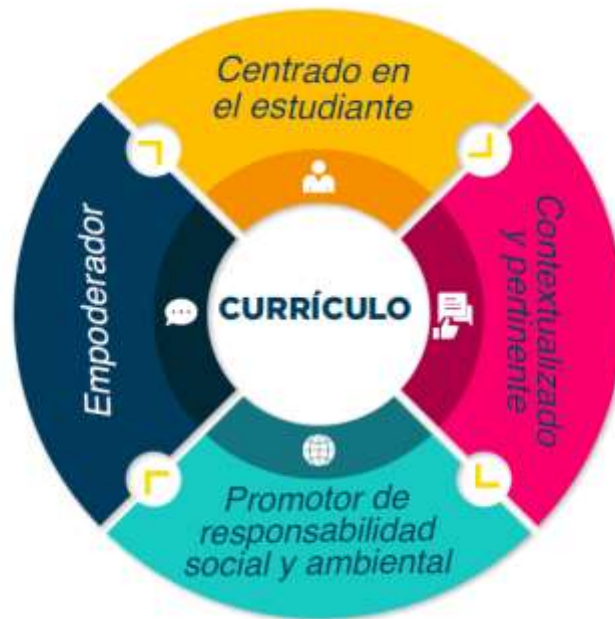 Centrado en
el estudiante
Contextualizado
y pertinente
Promotor de
responsabilidad
social y ambiental
Empoderador
CURRÍCULO